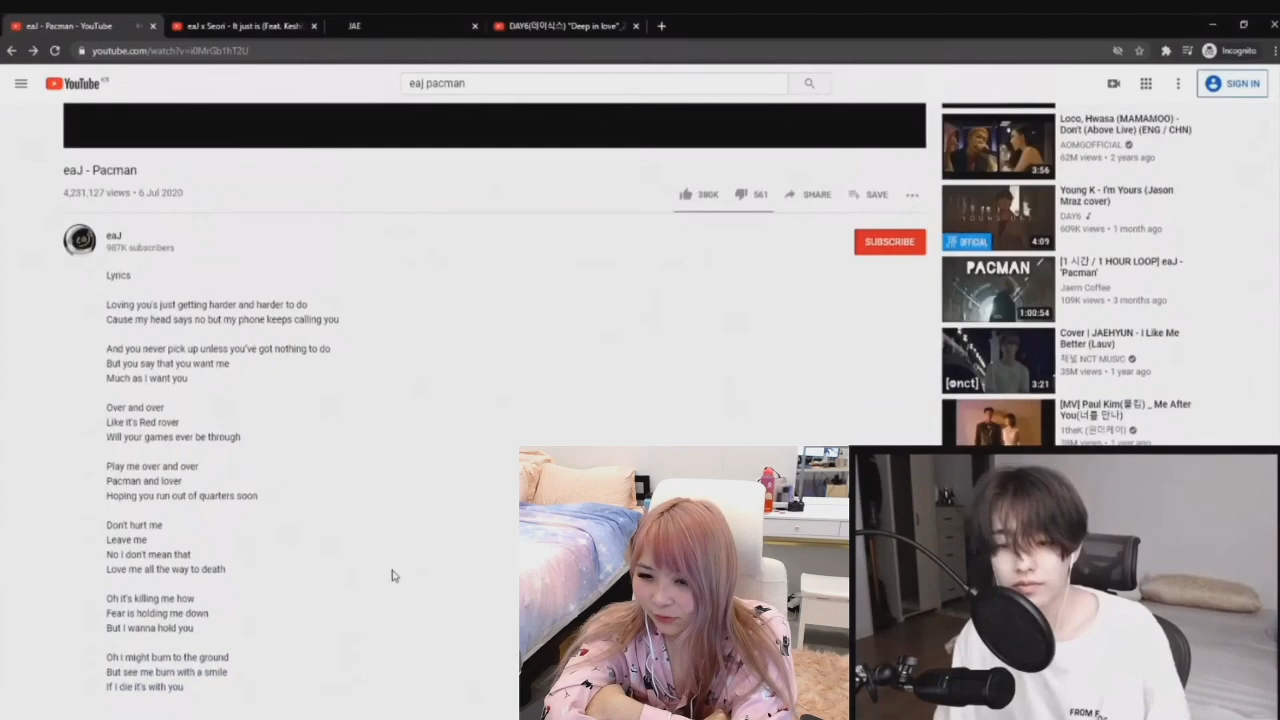 eaJ - Pacman - YouTube
eaJ x Seori - It just is (Feat. Keshi
JAE
DAY6(데이식스) "Deep in love"
youtube.com/watch?v=i0MrGb1hT2U
Incognito
YouTube
eaj pacman
SIGN IN
eaJ - Pacman
4,231,127 views • 6 Jul 2020
380K
561
SHARE
SAVE
eaJ
987K subscribers
SUBSCRIBE
Lyrics
Loving you's just getting harder and harder to do
Cause my head says no but my phone keeps calling you
And you never pick up unless you've got nothing to do
But you say that you want me
Much as I want you
Over and over
Like it's Red rover
Will your games ever be through
Play me over and over
Pacman and lover
Hoping you run out of quarters soon
Don't hurt me
Leave me
No I don't mean that
Love me all the way to death
Oh it's killing me how
Fear is holding me down
But I wanna hold you
Oh I might burn to the ground
But see me burn with a smile
If I die it's with you
Loco, Hwasa (MAMAMOO) -
Don't (Above Live) (ENG / CHN)
AOMGOFFICIAL
62M views • 2 years ago
3:56
Young K - I'm Yours (Jason
Mraz cover)
DAY6
609K views • 1 month ago
OFFICIAL
4:09
[1 시간 / 1 HOUR LOOP] eaJ -
'Pacman'
Jaem Coffee
109K views • 3 months ago
PACMAN
1:00:54
Cover | JAEHYUN - I Like Me
Better (Lauv)
채널 NCT MUSIC
35M views • 1 year ago
[@nct]
3:21
[MV] Paul Kim(폴킴) _ Me After
You(너를 만나)
1theK (원더케이)
38M views • 1 year ago
FROM